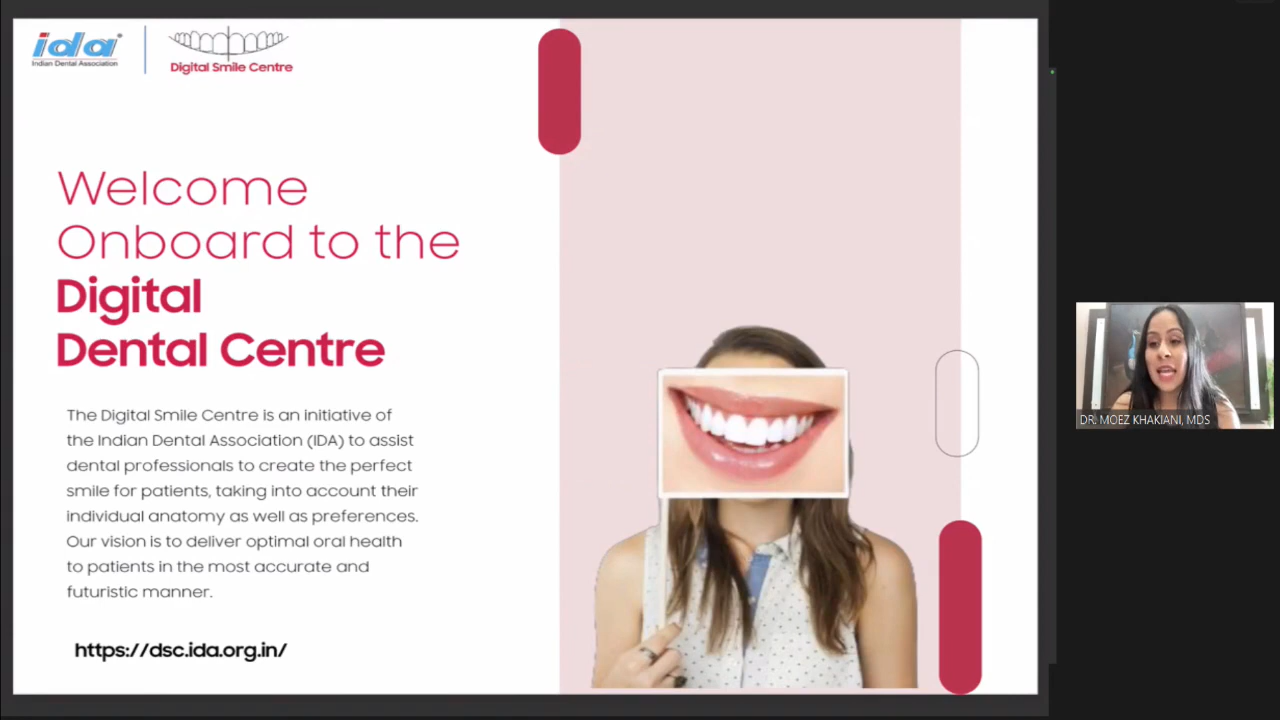 ida
Indian Dental Association
Digital Smile Centre
Welcome
Onboard to the
Digital
Dental Centre
The Digital Smile Centre is an initiative of
the Indian Dental Association (IDA) to assist
dental professionals to create the perfect
smile for patients, taking into account their
individual anatomy as well as preferences.
Our vision is to deliver optimal oral health
to patients in the most accurate and
futuristic manner.
https://dsc.ida.org.in/
DR. MOEZ KHAKIANI, MDS